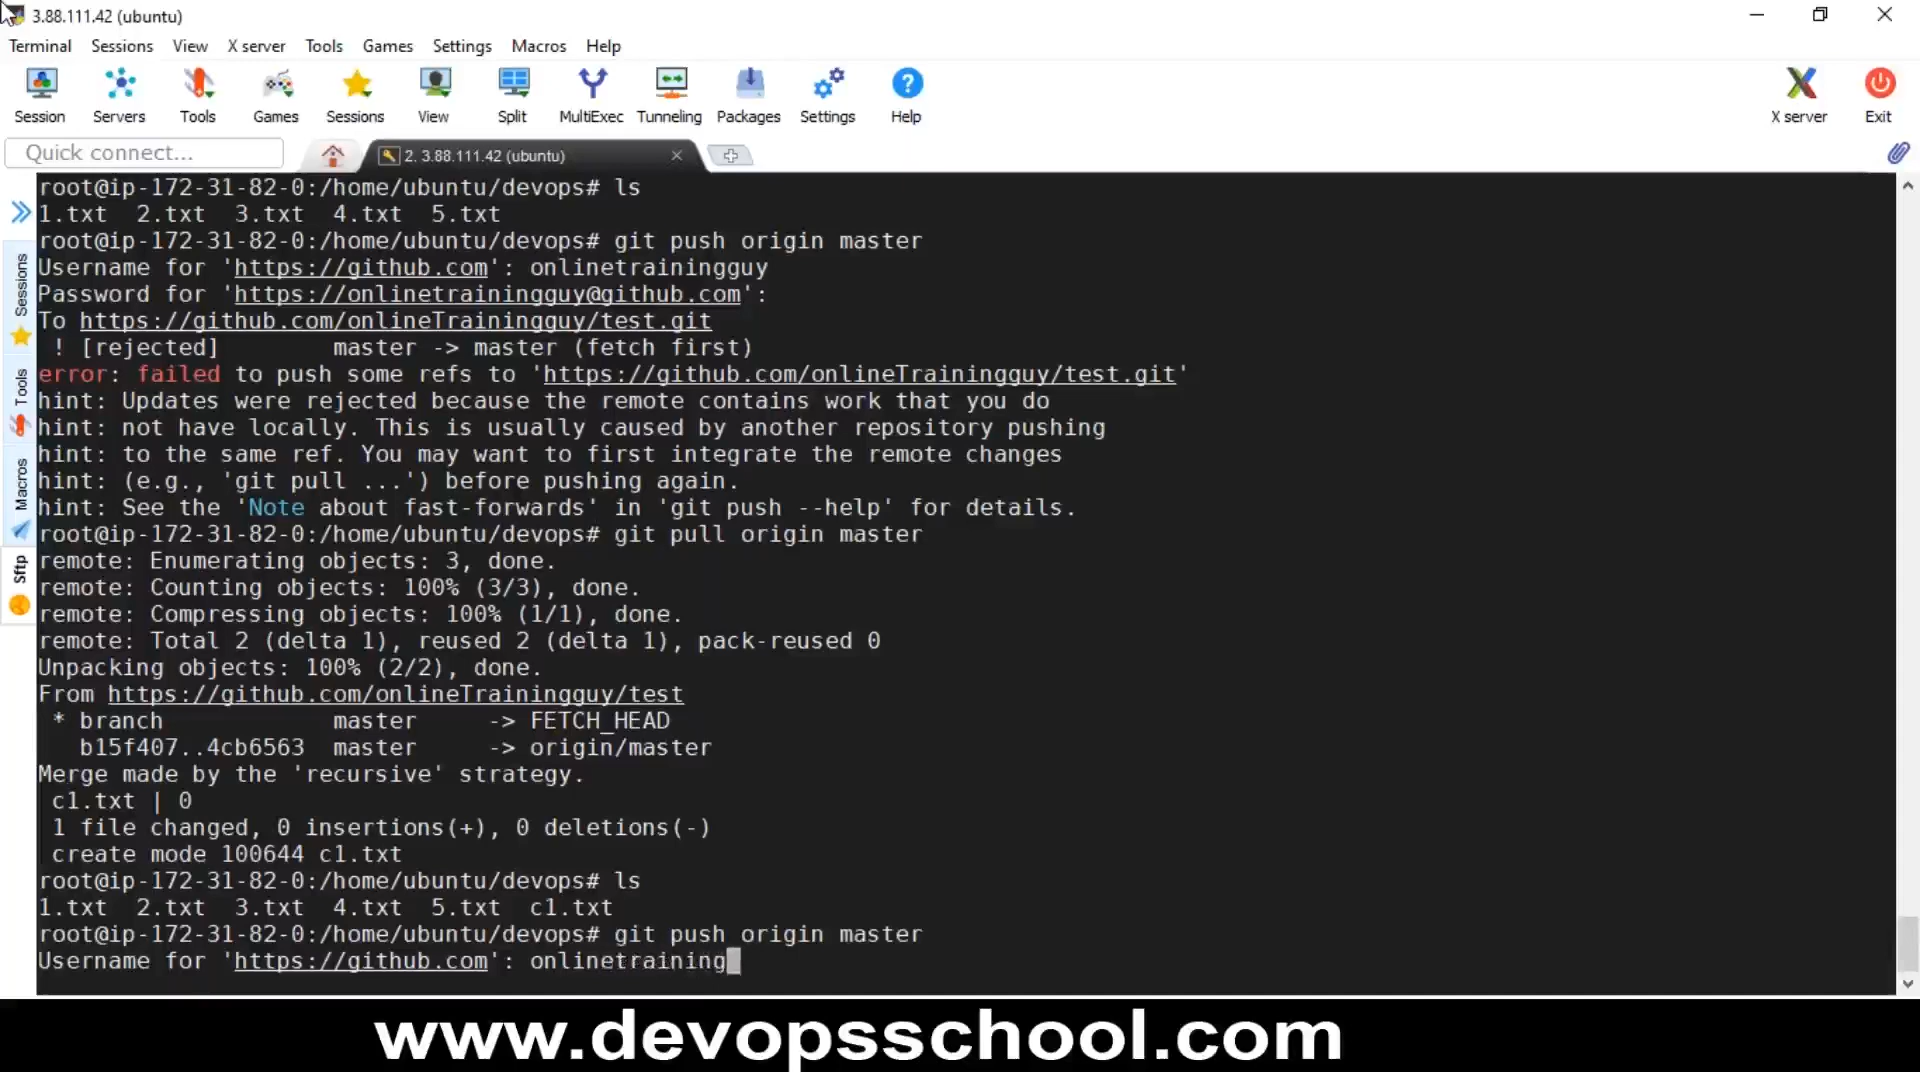 3.88.111.42 (ubuntu)
Terminal Sessions View X server Tools Games Settings Macros Help
Session Servers Tools Games Sessions View Split MultiExec Tunneling Packages Settings Help X server Exit
Quick connect... 2. 3.88.111.42 (ubuntu)
Sessions
Tools
Macros
Sftp
root@ip-172-31-82-0:/home/ubuntu/devops# ls
1.txt  2.txt  3.txt  4.txt  5.txt
root@ip-172-31-82-0:/home/ubuntu/devops# git push origin master
Username for 'https://github.com': onlinetrainingguy
Password for 'https://onlinetrainingguy@github.com':
To https://github.com/onlineTrainingguy/test.git
 ! [rejected]        master -> master (fetch first)
error: failed to push some refs to 'https://github.com/onlineTrainingguy/test.git'
hint: Updates were rejected because the remote contains work that you do
hint: not have locally. This is usually caused by another repository pushing
hint: to the same ref. You may want to first integrate the remote changes
hint: (e.g., 'git pull ...') before pushing again.
hint: See the 'Note about fast-forwards' in 'git push --help' for details.
root@ip-172-31-82-0:/home/ubuntu/devops# git pull origin master
remote: Enumerating objects: 3, done.
remote: Counting objects: 100% (3/3), done.
remote: Compressing objects: 100% (1/1), done.
remote: Total 2 (delta 1), reused 2 (delta 1), pack-reused 0
Unpacking objects: 100% (2/2), done.
From https://github.com/onlineTrainingguy/test
 * branch            master     -> FETCH_HEAD
   b15f407..4cb6563  master     -> origin/master
Merge made by the 'recursive' strategy.
 c1.txt | 0
 1 file changed, 0 insertions(+), 0 deletions(-)
 create mode 100644 c1.txt
root@ip-172-31-82-0:/home/ubuntu/devops# ls
1.txt  2.txt  3.txt  4.txt  5.txt  c1.txt
root@ip-172-31-82-0:/home/ubuntu/devops# git push origin master
Username for 'https://github.com': onlinetraining
www.devopsschool.com